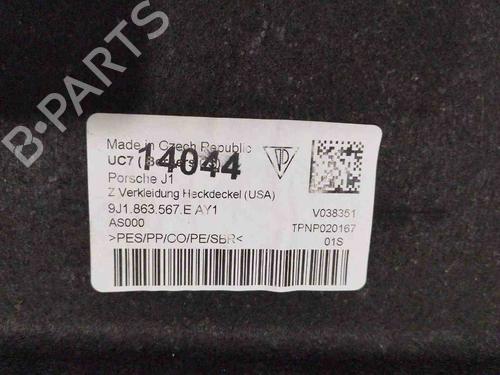 B-PARTS
Made in Czech Republic
UC7 (
14044
Porsche J1
Z Verkleidung Heckdeckel (USA)
9J1.863.567.E AY1
V038351
AS000
TPNP020167
>PES/PP/CO/PE/SBR<
01S